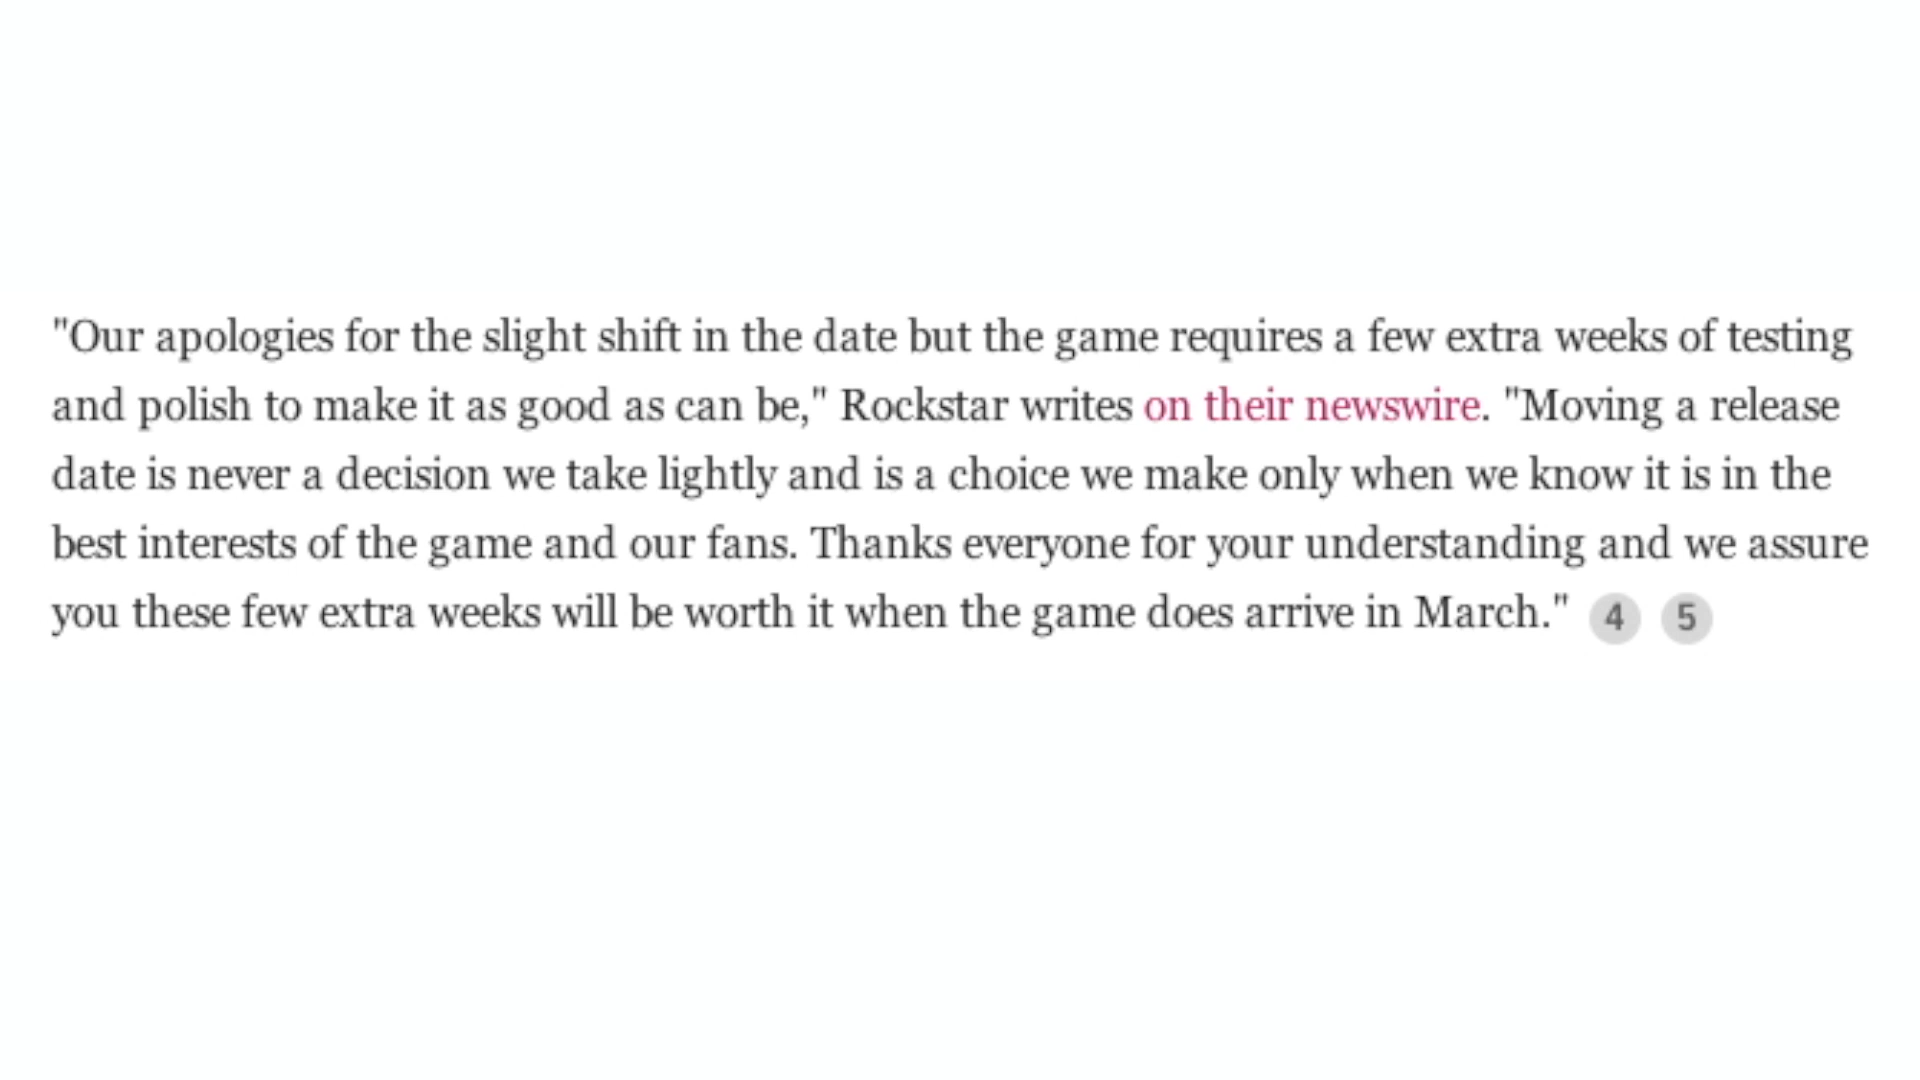 "Our apologies for the slight shift in the date but the game requires a few extra weeks of testing
and polish to make it as good as can be," Rockstar writes on their newswire. "Moving a release
date is never a decision we take lightly and is a choice we make only when we know it is in the
best interests of the game and our fans. Thanks everyone for your understanding and we assure
you these few extra weeks will be worth it when the game does arrive in March." 4 5